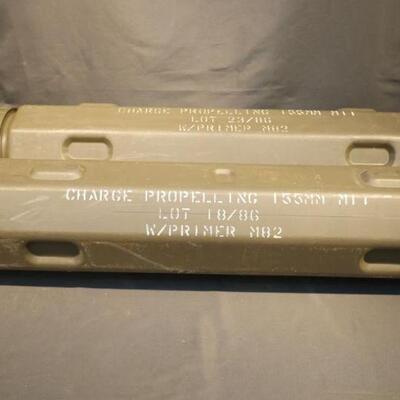 CHARGE PROPELLING 155MM M11
LOT 23/86
W/PRIMER M82
CHARGE PROPELLING 155MM M11
LOT 18/86
W/PRIMER M82